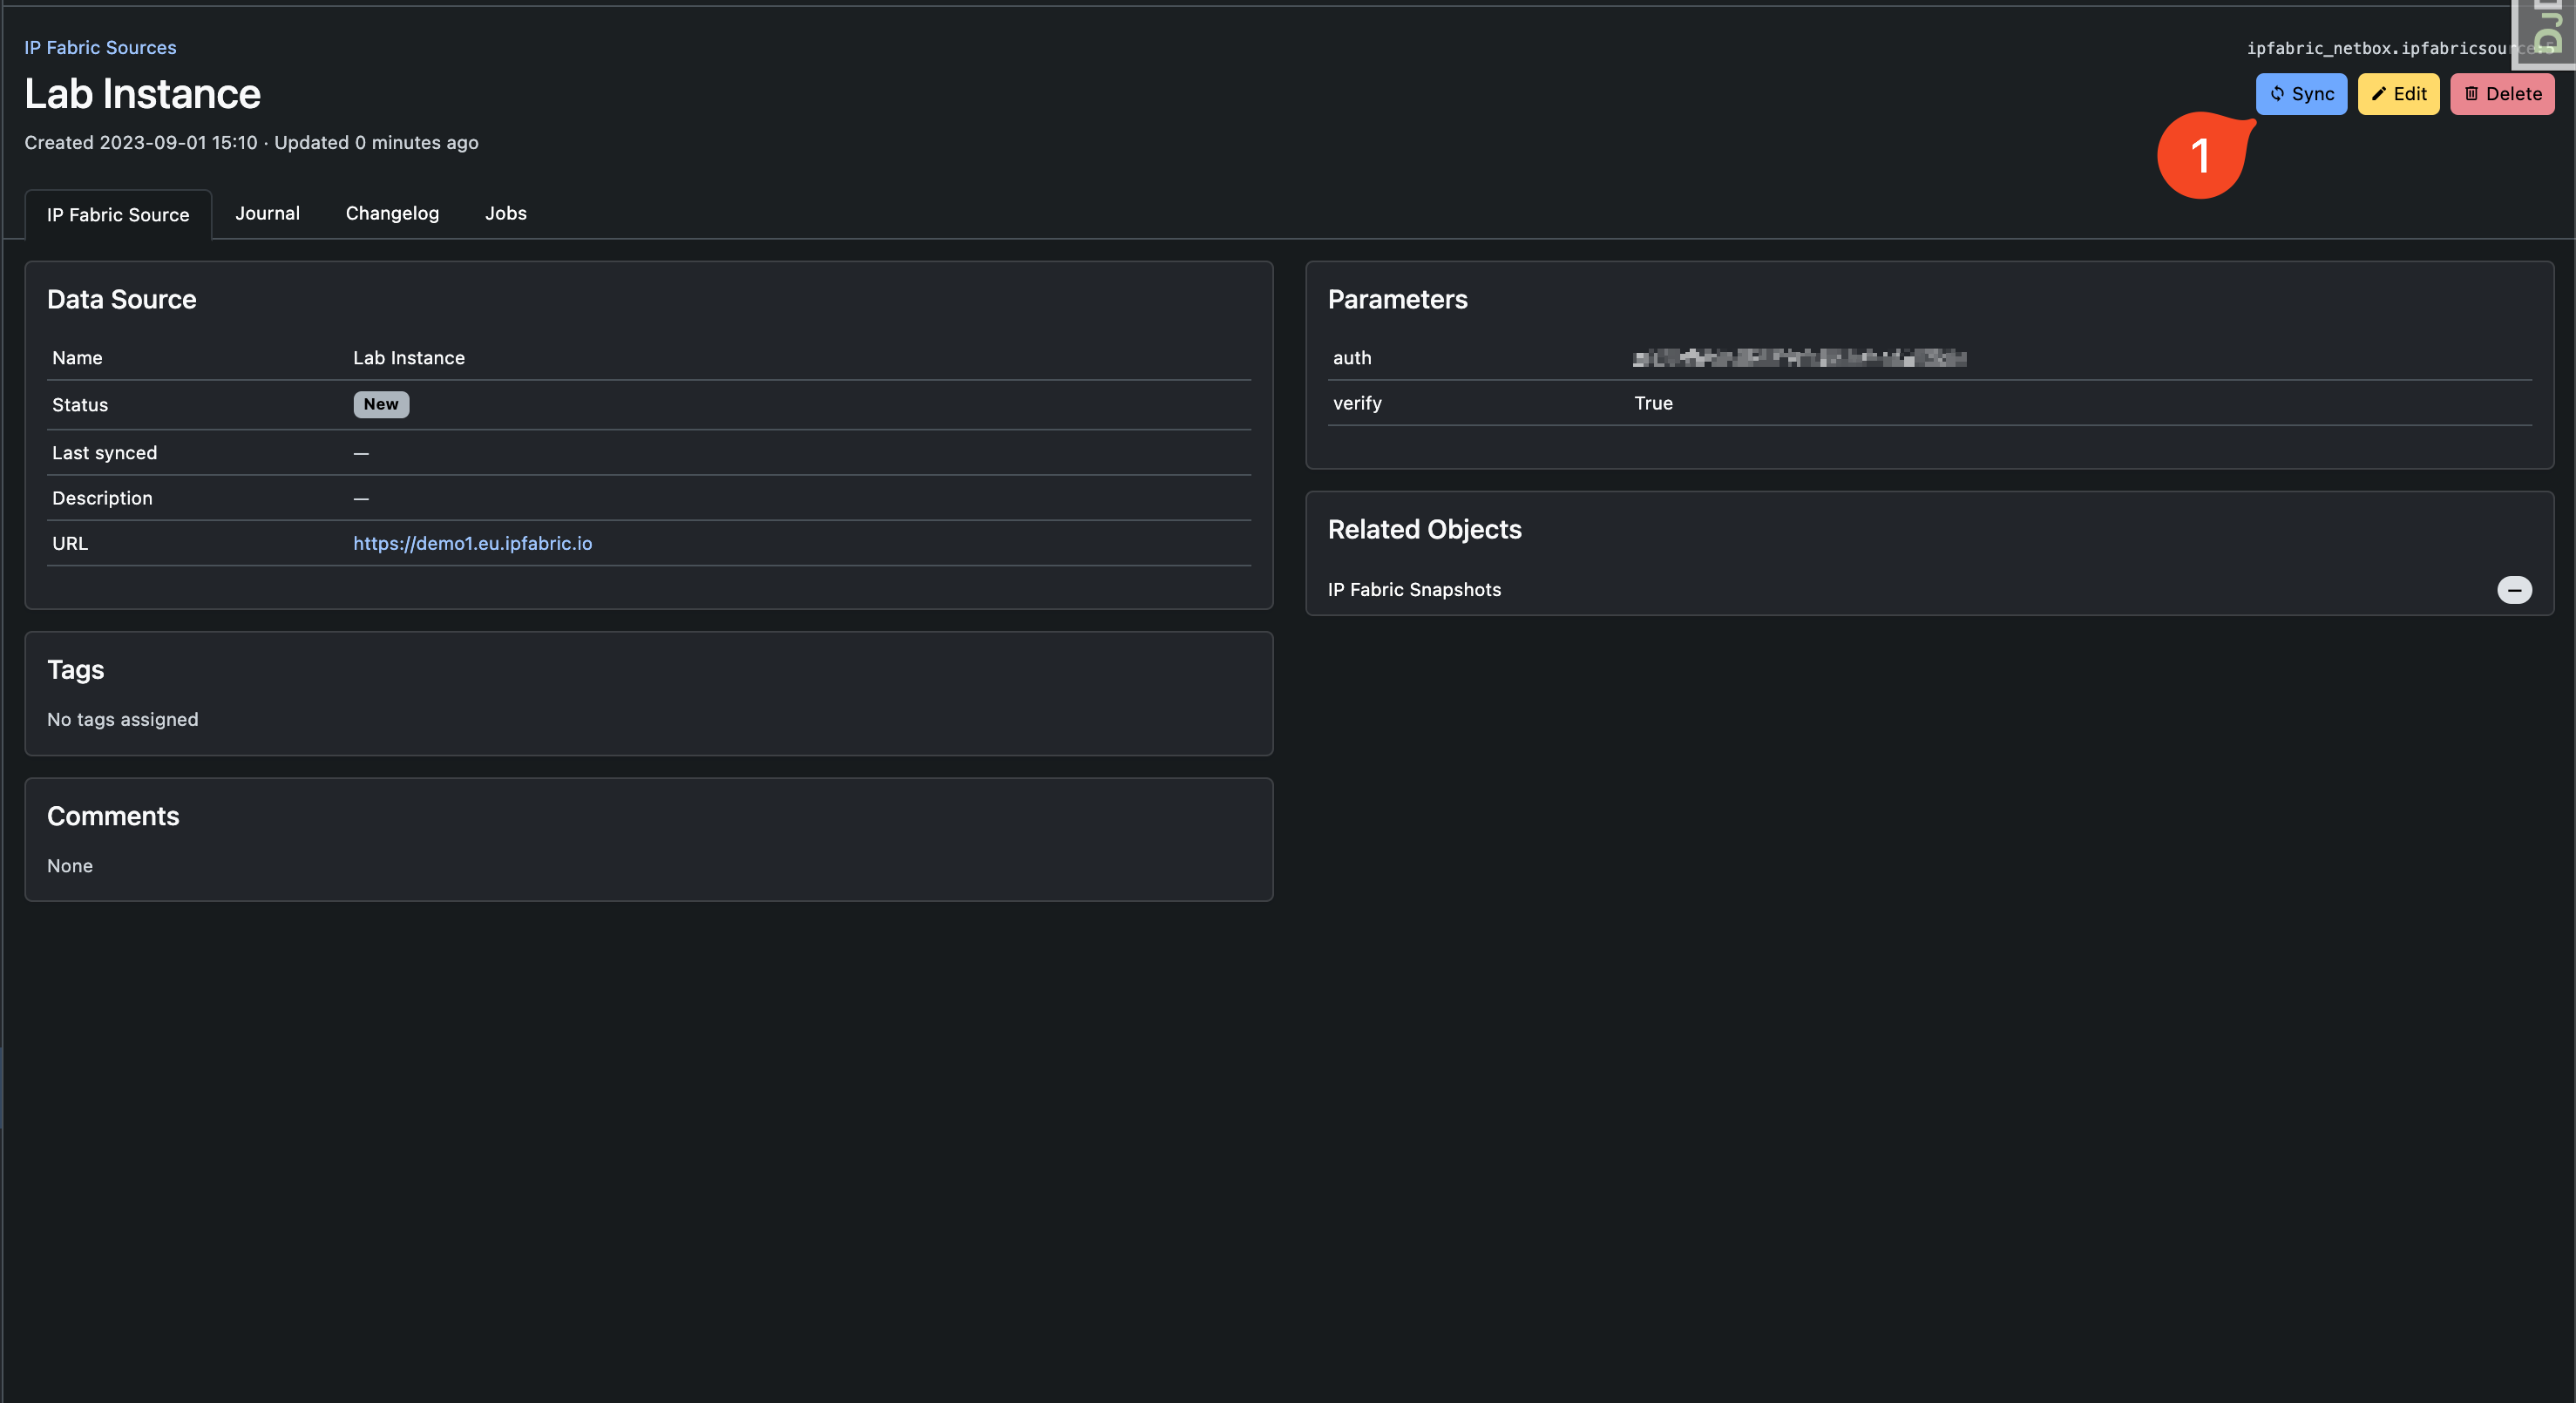 IP Fabric Sources
Lab Instance
Created 2023-09-01 15:10 · Updated 0 minutes ago
ipfabric_netbox.ipfabricsource:5
Sync
Edit
Delete
1
DJ
IP Fabric Source
Journal
Changelog
Jobs
Data Source
Name Lab Instance
Status New
Last synced —
Description —
URL https://demo1.eu.ipfabric.io
Tags
No tags assigned
Comments
None
Parameters
auth
verify True
Related Objects
IP Fabric Snapshots —